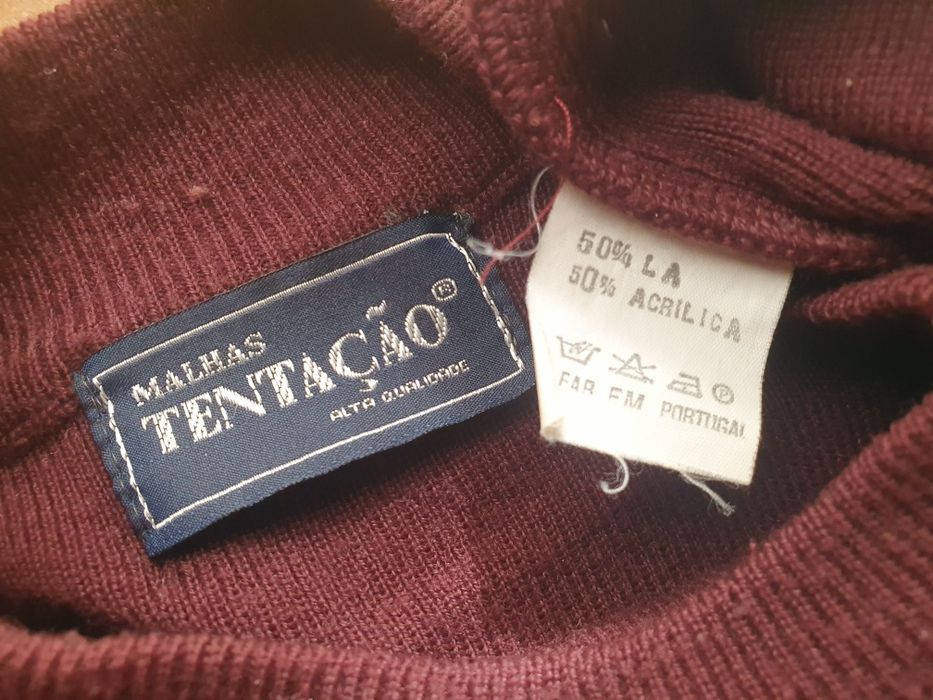 MALHAS
TENTAÇÃO®
ALTA QUALIDADE
50% LA
50% ACRILICA
P
FAB EM PORTUGAL